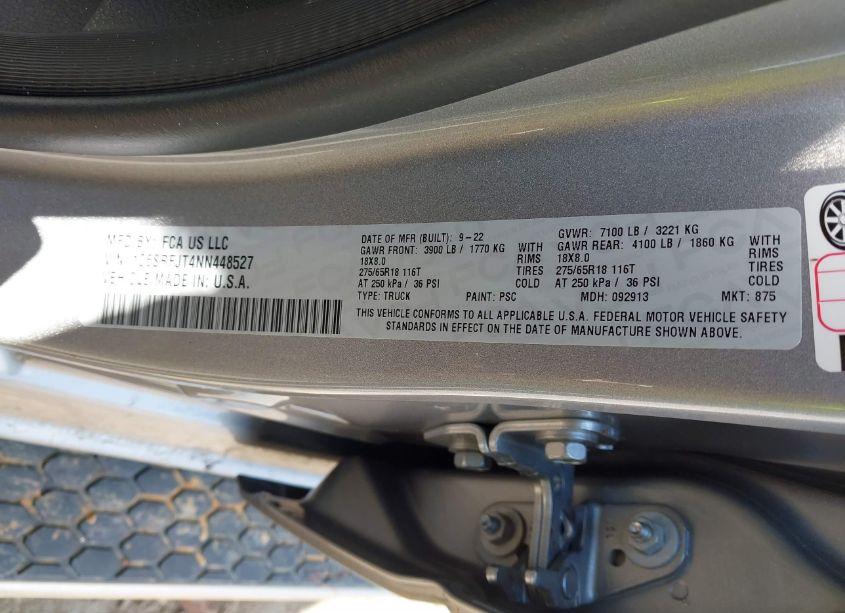 MFD BY: FCA US LLC
VIN: 1C6SRFJT4NN448527
VEHICLE MADE IN U.S.A.
DATE OF MFR (BUILT): 9-22
GAWR FRONT: 3900 LB / 1770 KG WITH
18X8.0 RIMS
275/65R18 116T TIRES
AT 250 kPa / 36 PSI COLD
TYPE: TRUCK PAINT: PSC
GVWR: 7100 LB / 3221 KG
GAWR REAR: 4100 LB / 1860 KG WITH
18X8.0 RIMS
275/65R18 116T TIRES
AT 250 kPa / 36 PSI COLD
MDH: 092913 MKT: 875
THIS VEHICLE CONFORMS TO ALL APPLICABLE U.S.A. FEDERAL MOTOR VEHICLE SAFETY
STANDARDS IN EFFECT ON THE DATE OF MANUFACTURE SHOWN ABOVE.